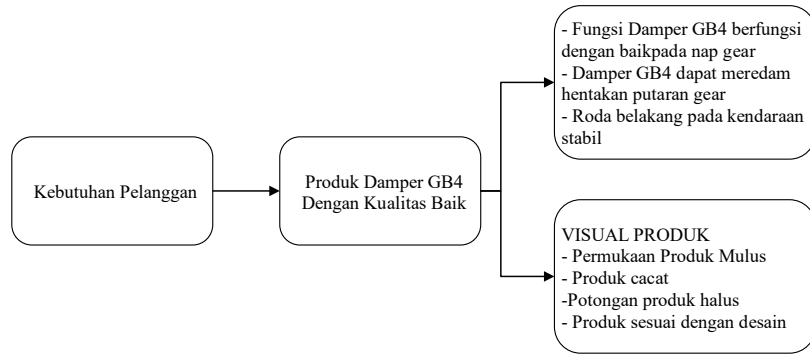 Kebutuhan Pelanggan
Produk Damper GB4
Dengan Kualitas Baik
- Fungsi Damper GB4 berfungsi
dengan baikpada nap gear
- Damper GB4 dapat meredam
hentakan putaran gear
- Roda belakang pada kendaraan
stabil
VISUAL PRODUK
- Permukaan Produk Mulus
- Produk cacat
-Potongan produk halus
- Produk sesuai dengan desain